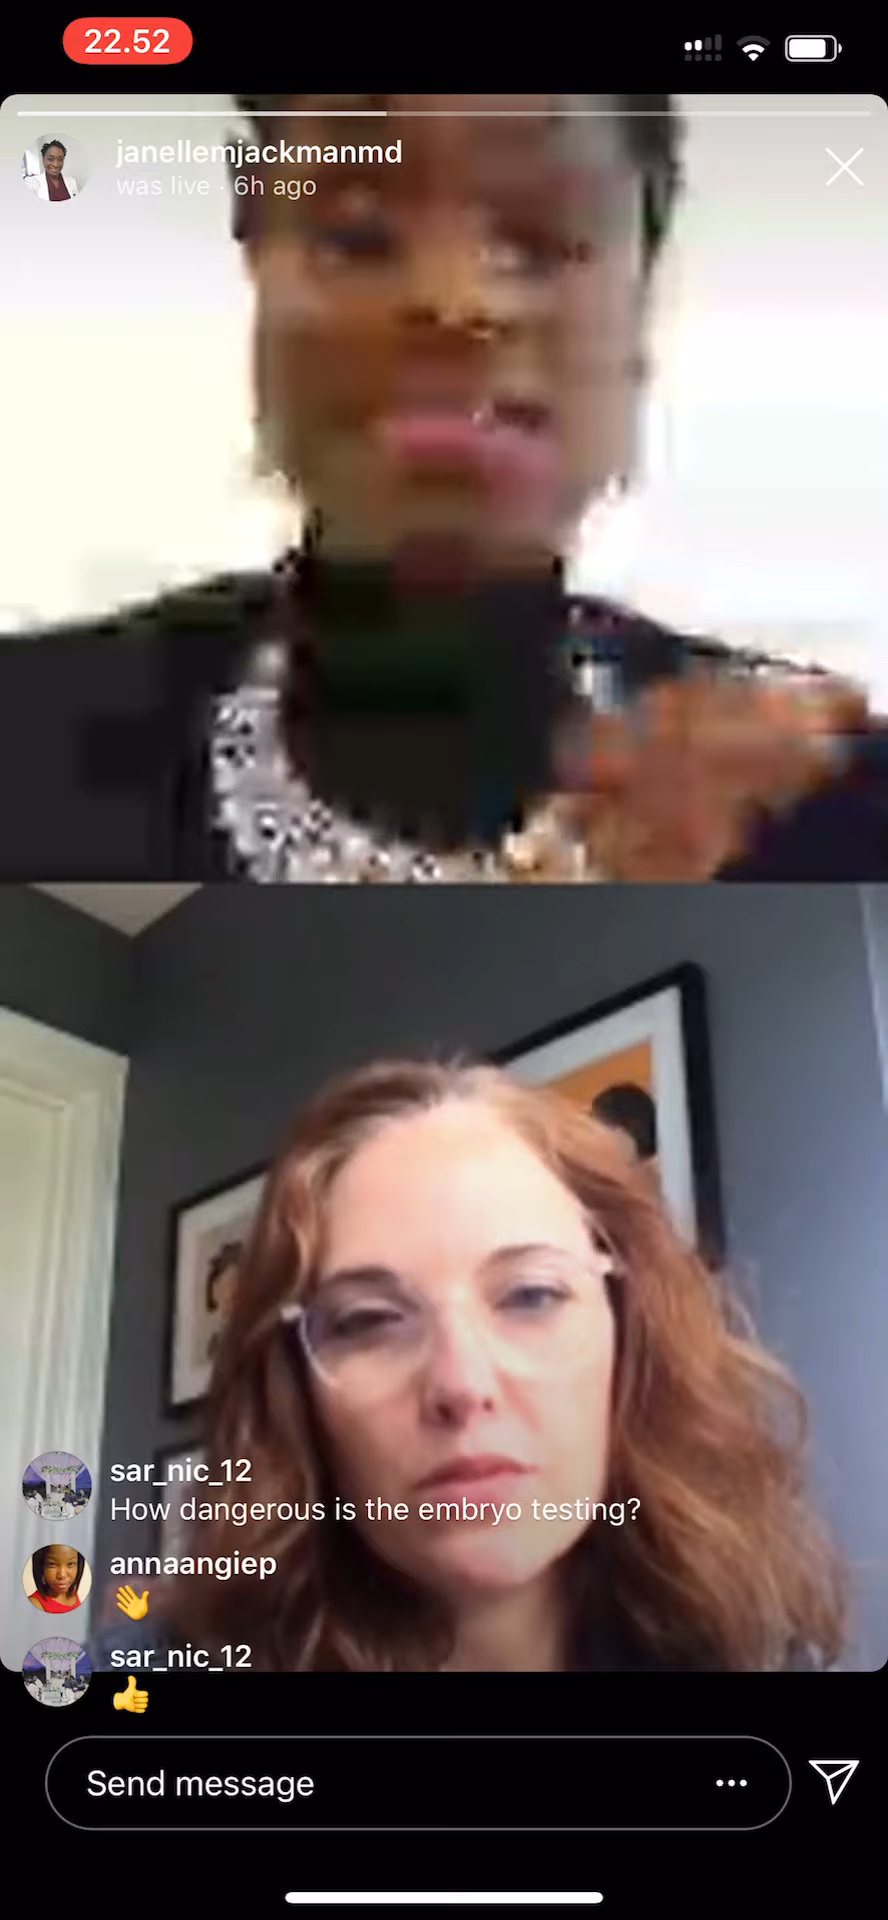 22.52
janellemjackmanmd
was live · 6h ago
sar_nic_12
How dangerous is the embryo testing?
annaangiep
👋
sar_nic_12
👍
Send message